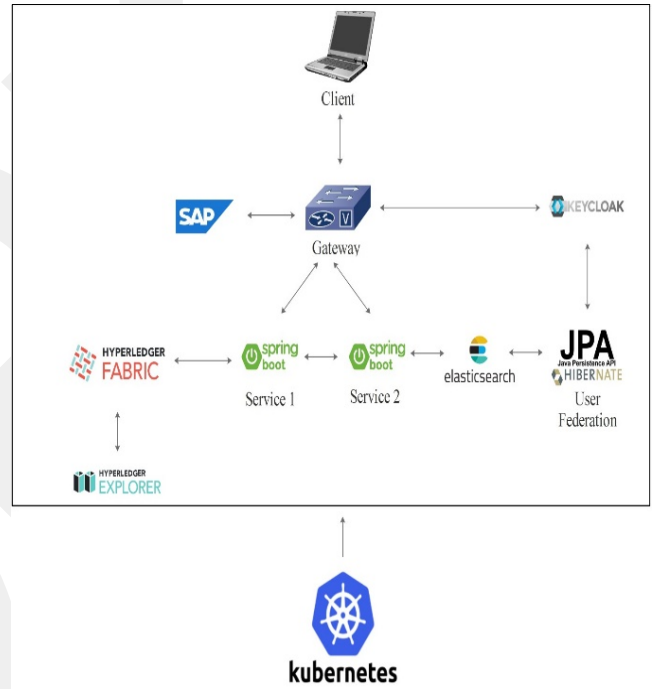 Client
SAP
V
KEYCLOAK
Gateway
HYPERLEDGER
FABRIC
spring
boot
Service 1
spring
boot
Service 2
elasticsearch
JPA
Java Persistence API
HIBERNATE
User
Federation
HYPERLEDGER
EXPLORER
kubernetes